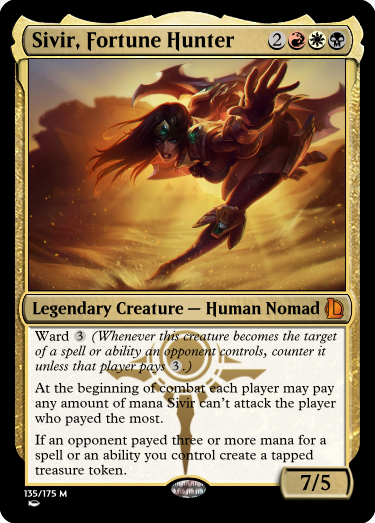 Sivir, Fortune Hunter 2
Legendary Creature — Human Nomad
Ward 3 (Whenever this creature becomes the target
of a spell or ability an opponent controls, counter it
unless that player pays 3.)
At the beginning of combat each player may pay
any amount of mana Sivir can't attack the player
who payed the most.
If an opponent payed three or more mana for a
spell or an ability you control create a tapped
treasure token.
135/175 M
7/5